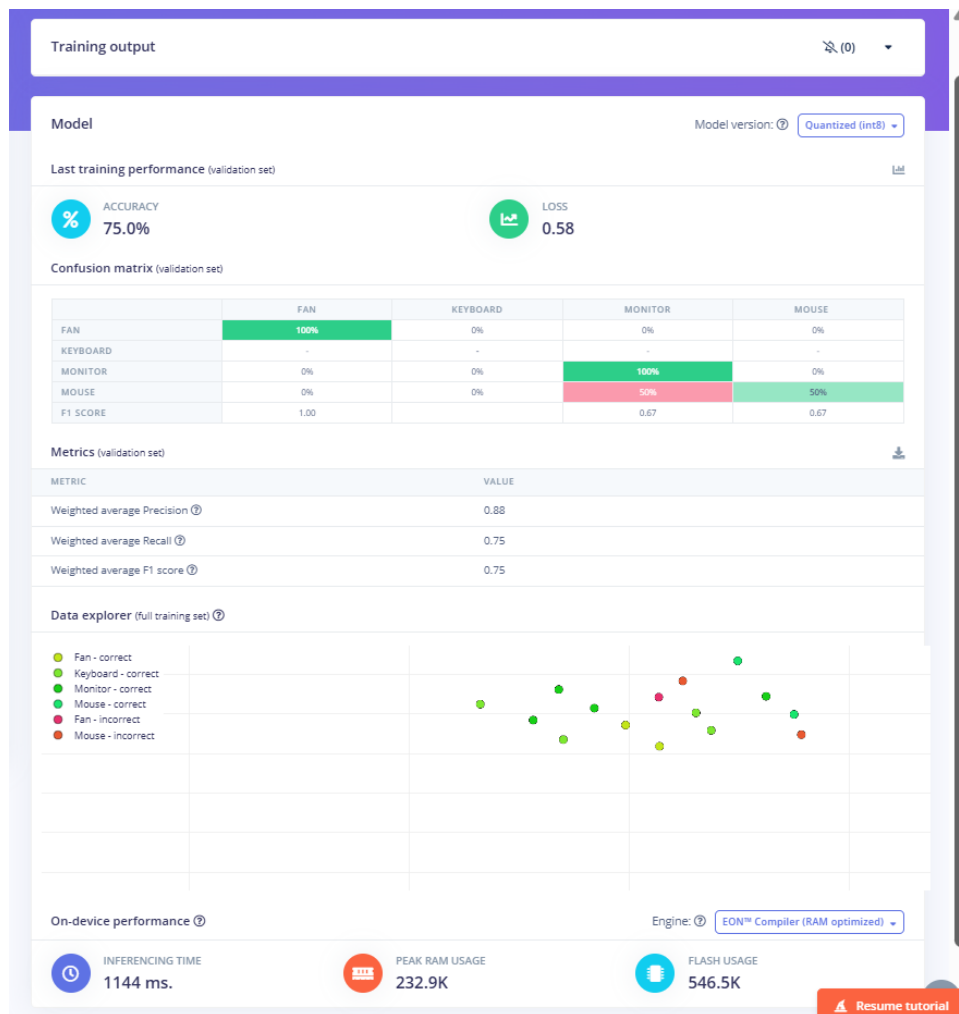 Training output
(0)
Model
Model version: Quantized (int8)
Last training performance (validation set)
ACCURACY
75.0%
LOSS
0.58
Confusion matrix (validation set)
FAN KEYBOARD MONITOR MOUSE
FAN 100% 0% 0% 0%
KEYBOARD - - - -
MONITOR 0% 0% 100% 0%
MOUSE 0% 0% 50% 50%
F1 SCORE 1.00 0.67 0.67
Metrics (validation set)
METRIC VALUE
Weighted average Precision 0.88
Weighted average Recall 0.75
Weighted average F1 score 0.75
Data explorer (full training set)
Fan - correct
Keyboard - correct
Monitor - correct
Mouse - correct
Fan - incorrect
Mouse - incorrect
On-device performance
Engine: EON™ Compiler (RAM optimized)
INFERENCING TIME
1144 ms.
PEAK RAM USAGE
232.9K
FLASH USAGE
546.5K
Resume tutorial